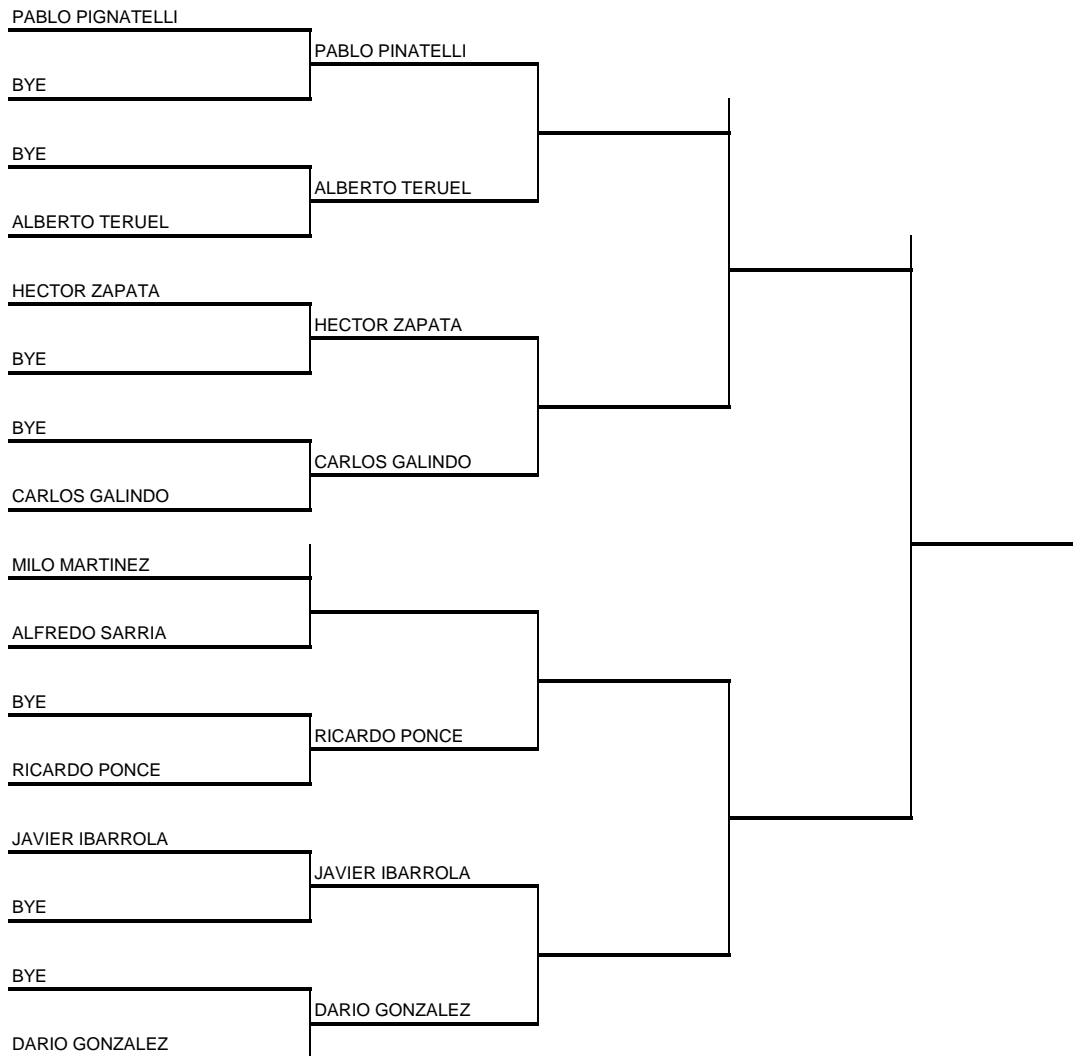 PABLO PIGNATELLI
PABLO PINATELLI
BYE
BYE
ALBERTO TERUEL
ALBERTO TERUEL
HECTOR ZAPATA
HECTOR ZAPATA
BYE
BYE
CARLOS GALINDO
CARLOS GALINDO
MILO MARTINEZ
ALFREDO SARRIA
BYE
RICARDO PONCE
RICARDO PONCE
JAVIER IBARROLA
JAVIER IBARROLA
BYE
BYE
DARIO GONZALEZ
DARIO GONZALEZ